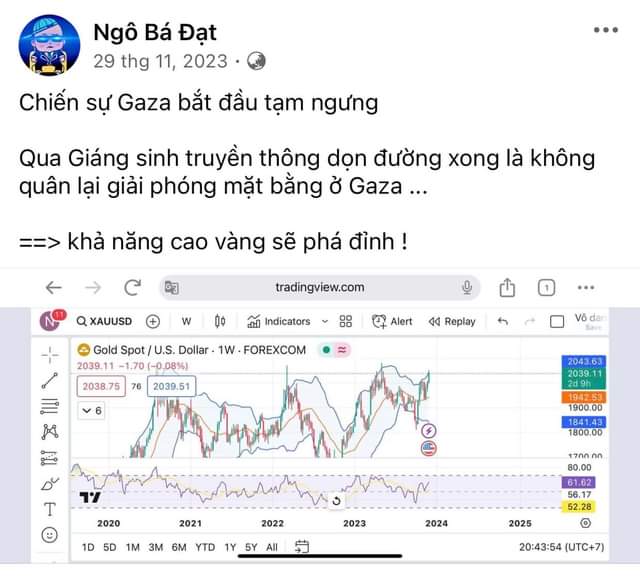 Ngô Bá Đạt
29 thg 11, 2023
Chiến sự Gaza bắt đầu tạm ngưng
Qua Giáng sinh truyền thông dọn đường xong là không
quân lại giải phóng mặt bằng ở Gaza ...
==> khả năng cao vàng sẽ phá đỉnh !
tradingview.com
1
N 11 XAUUSD W Indicators Alert Replay Vô dan
Save
Gold Spot / U.S. Dollar · 1W · FOREXCOM
2039.11 −1.70 (−0.08%)
2038.75 76 2039.51
6
2043.63
2039.11
2d 9h
1942.53
1900.00
1841.43
1800.00
1700.00
80.00
61.62
56.17
52.28
2020 2021 2022 2023 2024 2025
1D 5D 1M 3M 6M YTD 1Y 5Y All 20:43:54 (UTC+7)